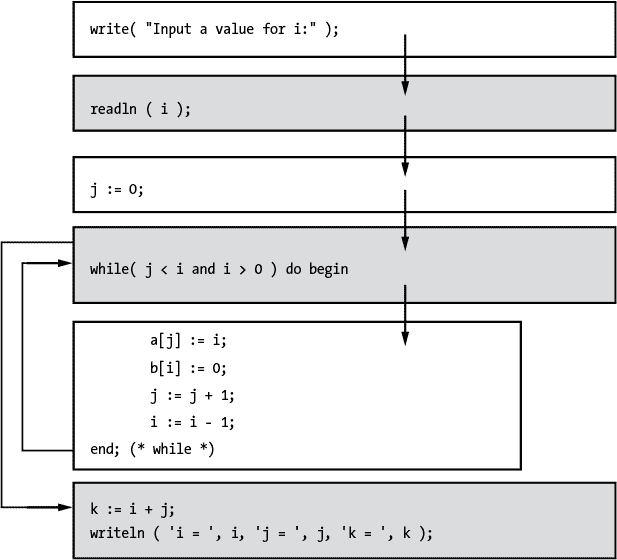 write( "Input a value for i:" );
readln ( i );
j := 0;
while( j < i and i > 0 ) do begin
a[j] := i;
b[i] := 0;
j := j + 1;
i := i - 1;
end; (* while *)
k := i + j;
writeln ( 'i = ', i, 'j = ', j, 'k = ', k );